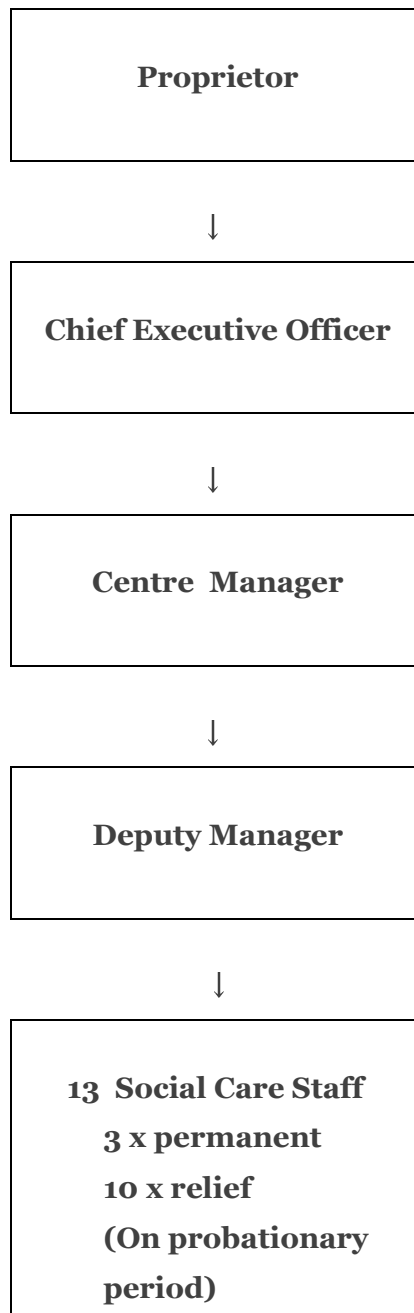 Proprietor
↓
Chief Executive Officer
↓
Centre Manager
↓
Deputy Manager
↓
13 Social Care Staff
3 x permanent
10 x relief
(On probationary
period)